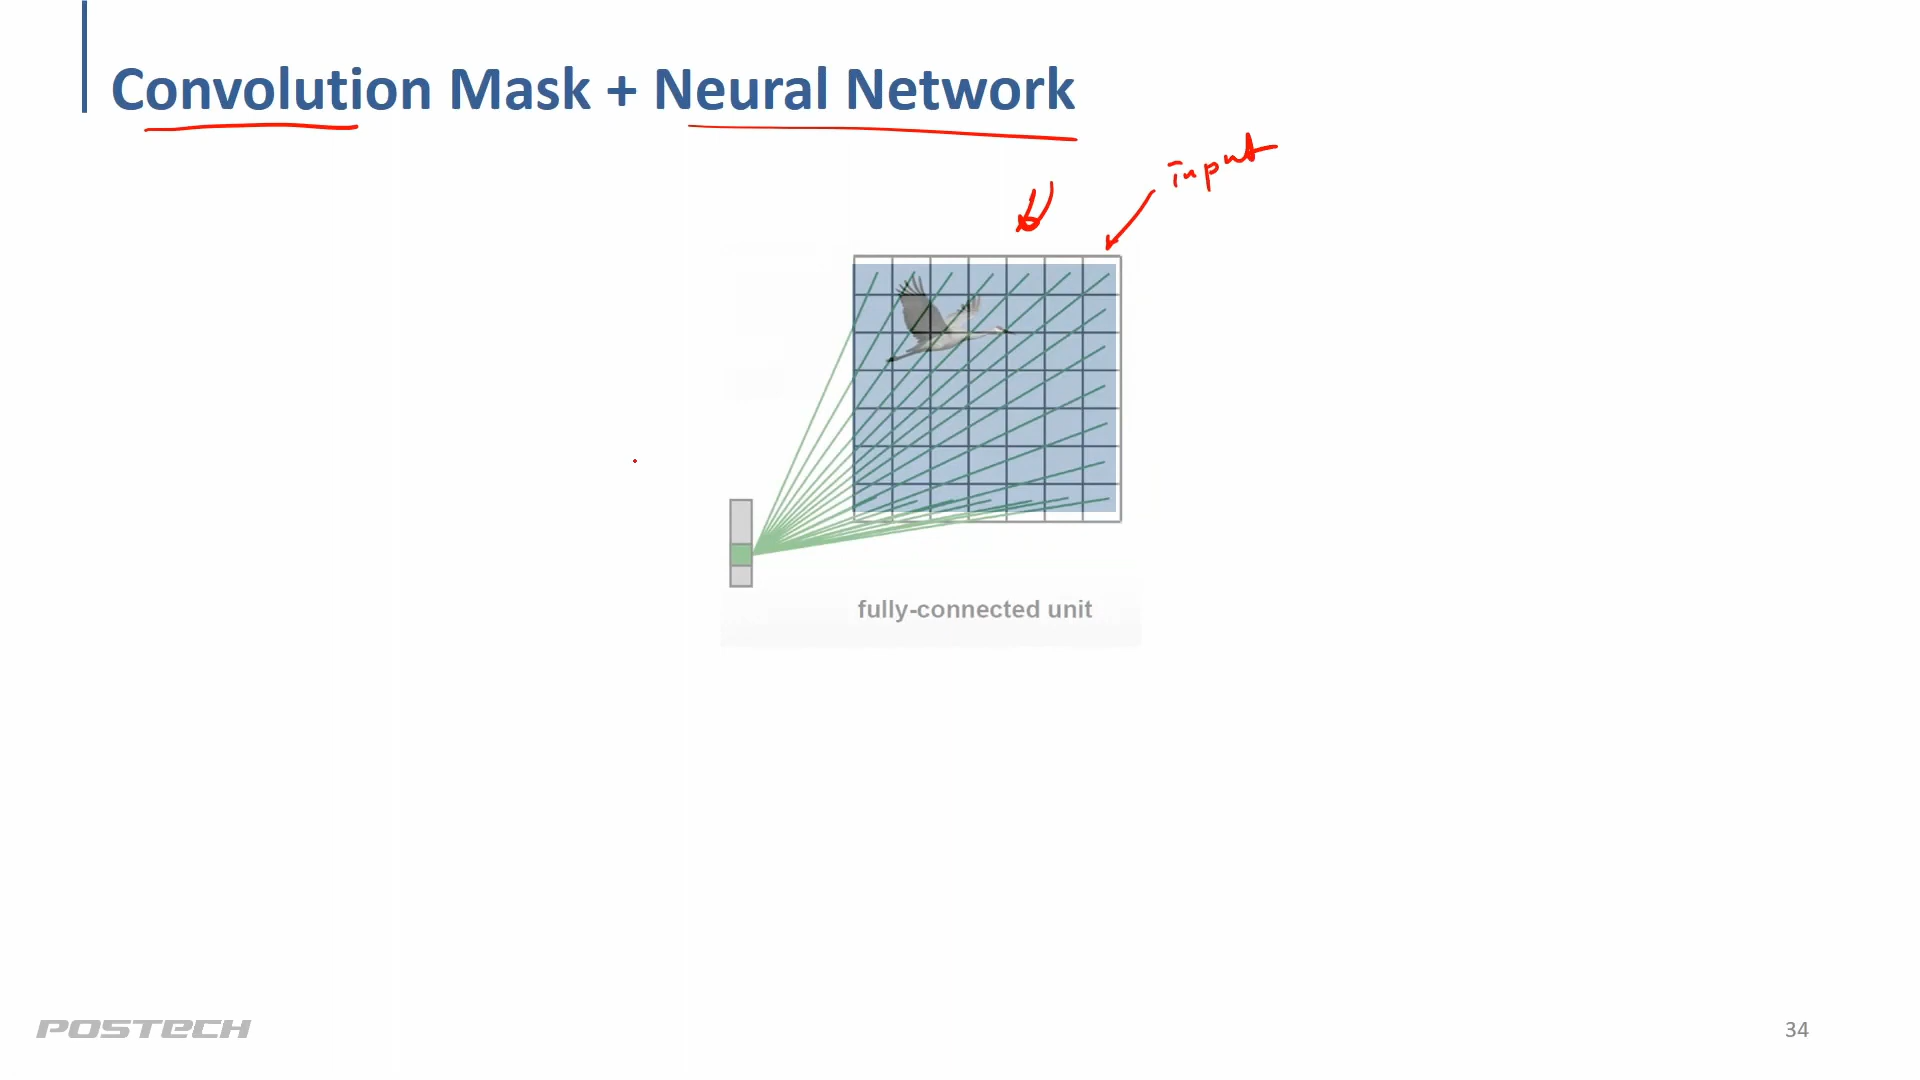 Convolution Mask + Neural Network
input
fully-connected unit
POSTECH
34